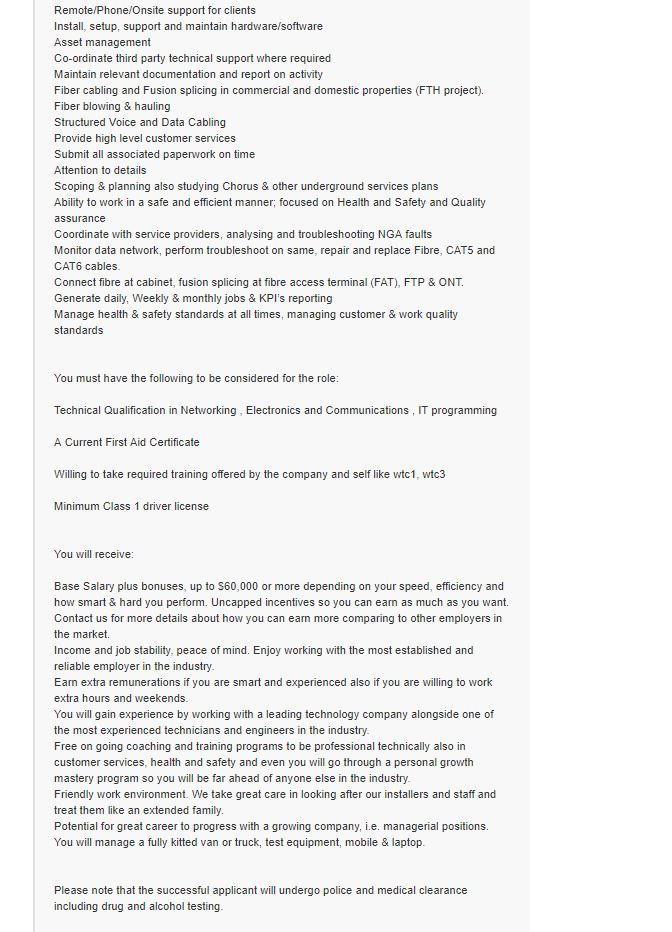 Remote/Phone/Onsite support for clients
Install, setup, support and maintain hardware/software
Asset management
Co-ordinate third party technical support where required
Maintain relevant documentation and report on activity
Fiber cabling and Fusion splicing in commercial and domestic properties (FTH project).
Fiber blowing & hauling
Structured Voice and Data Cabling
Provide high level customer services
Submit all associated paperwork on time
Attention to details
Scoping & planning also studying Chorus & other underground services plans
Ability to work in a safe and efficient manner; focused on Health and Safety and Quality
assurance
Coordinate with service providers, analysing and troubleshooting NGA faults
Monitor data network, perform troubleshoot on same, repair and replace Fibre, CAT5 and
CAT6 cables.
Connect fibre at cabinet, fusion splicing at fibre access terminal (FAT), FTP & ONT.
Generate daily, Weekly & monthly jobs & KPI's reporting
Manage health & safety standards at all times, managing customer & work quality
standards
You must have the following to be considered for the role:
Technical Qualification in Networking , Electronics and Communications , IT programming
A Current First Aid Certificate
Willing to take required training offered by the company and self like wtc1, wtc3
Minimum Class 1 driver license
You will receive:
Base Salary plus bonuses, up to $60,000 or more depending on your speed, efficiency and
how smart & hard you perform. Uncapped incentives so you can earn as much as you want.
Contact us for more details about how you can earn more comparing to other employers in
the market.
Income and job stability, peace of mind. Enjoy working with the most established and
reliable employer in the industry.
Earn extra remunerations if you are smart and experienced also if you are willing to work
extra hours and weekends.
You will gain experience by working with a leading technology company alongside one of
the most experienced technicians and engineers in the industry.
Free on going coaching and training programs to be professional technically also in
customer services, health and safety and even you will go through a personal growth
mastery program so you will be far ahead of anyone else in the industry.
Friendly work environment. We take great care in looking after our installers and staff and
treat them like an extended family.
Potential for great career to progress with a growing company, i.e. managerial positions.
You will manage a fully kitted van or truck, test equipment, mobile & laptop.
Please note that the successful applicant will undergo police and medical clearance
including drug and alcohol testing.